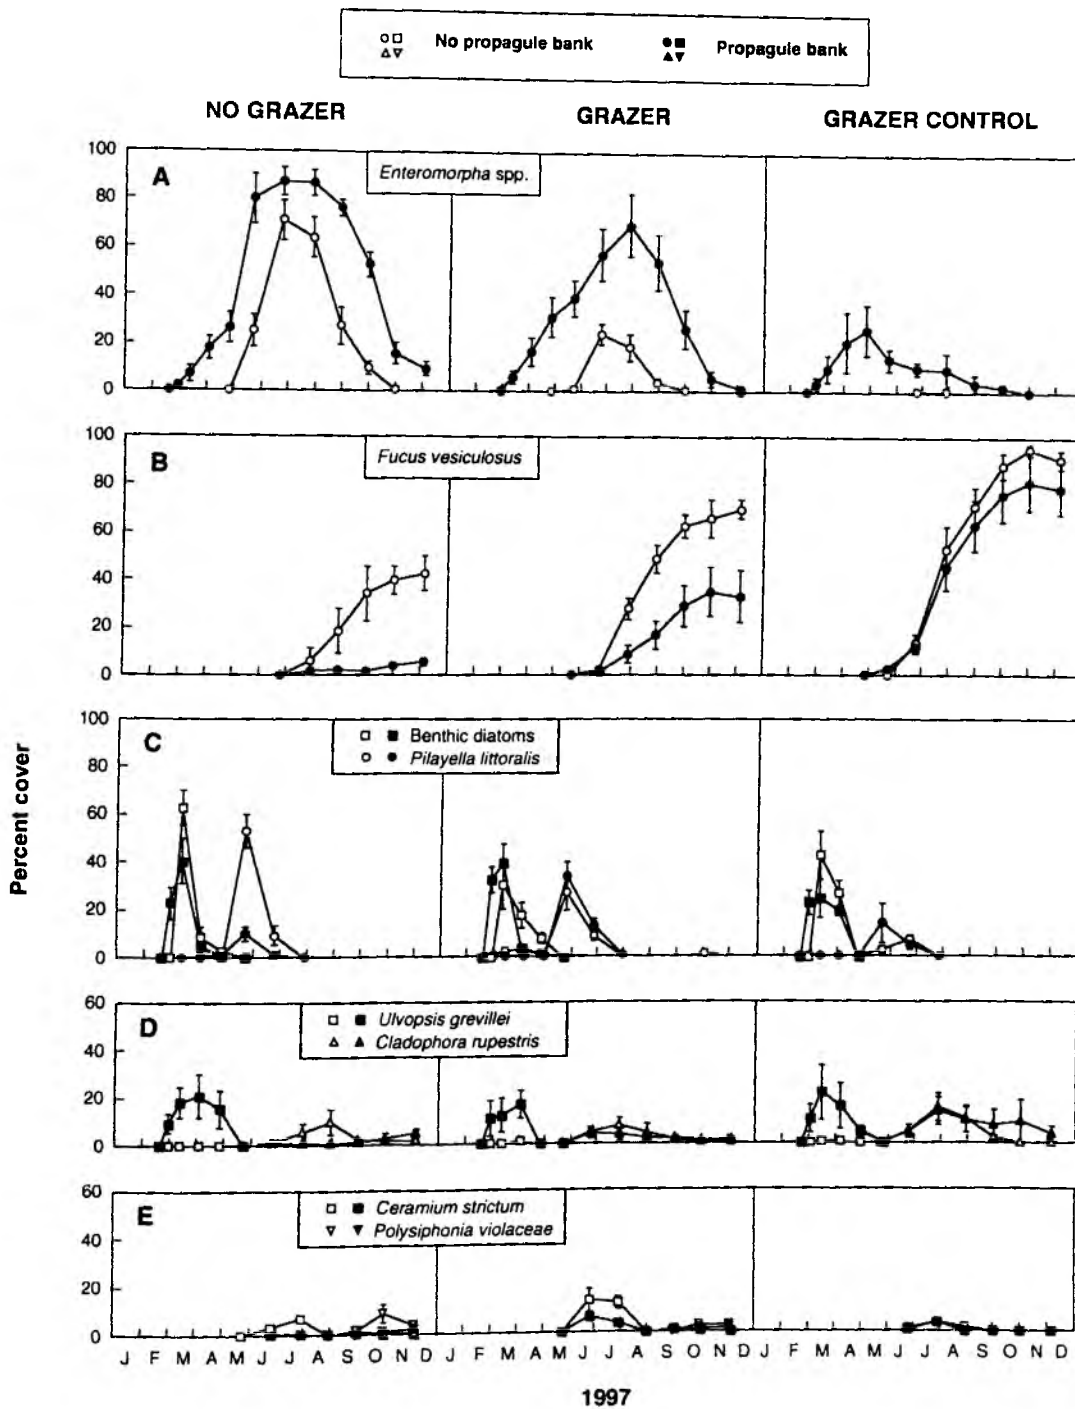 No propagule bank Propagule bank
NO GRAZER GRAZER GRAZER CONTROL
A
Enteromorpha spp.
100
80
60
40
20
0
B
Fucus vesiculosus
100
80
60
40
20
0
C
Benthic diatoms
Pilayella littoralis
100
80
60
40
20
0
Percent cover
D
Ulvopsis grevillei
Cladophora rupestris
60
40
20
0
E
Ceramium strictum
Polysiphonia violaceae
60
40
20
0
J F M A M J J A S O N D J F M A M J J A S O N D J F M A M J J A S O N D
1997